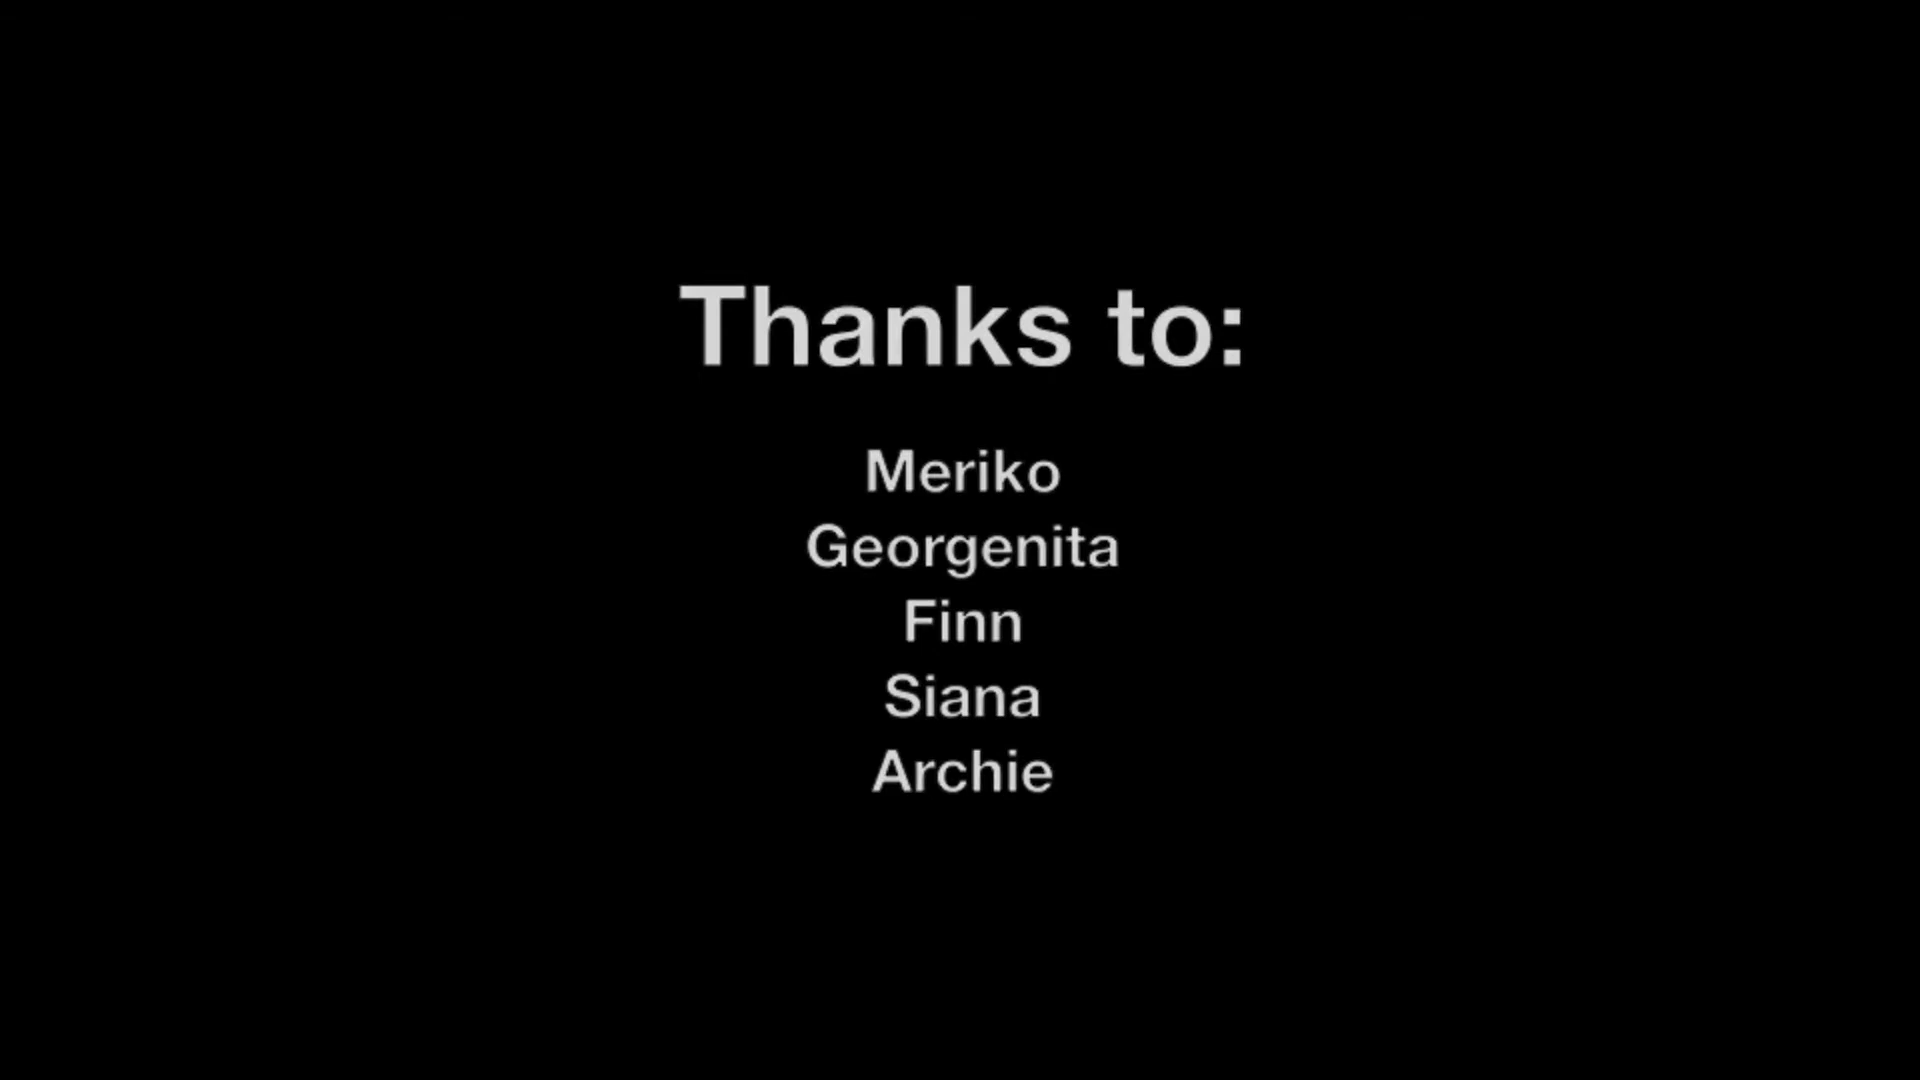 Thanks to:
Meriko
Georgenita
Finn
Siana
Archie